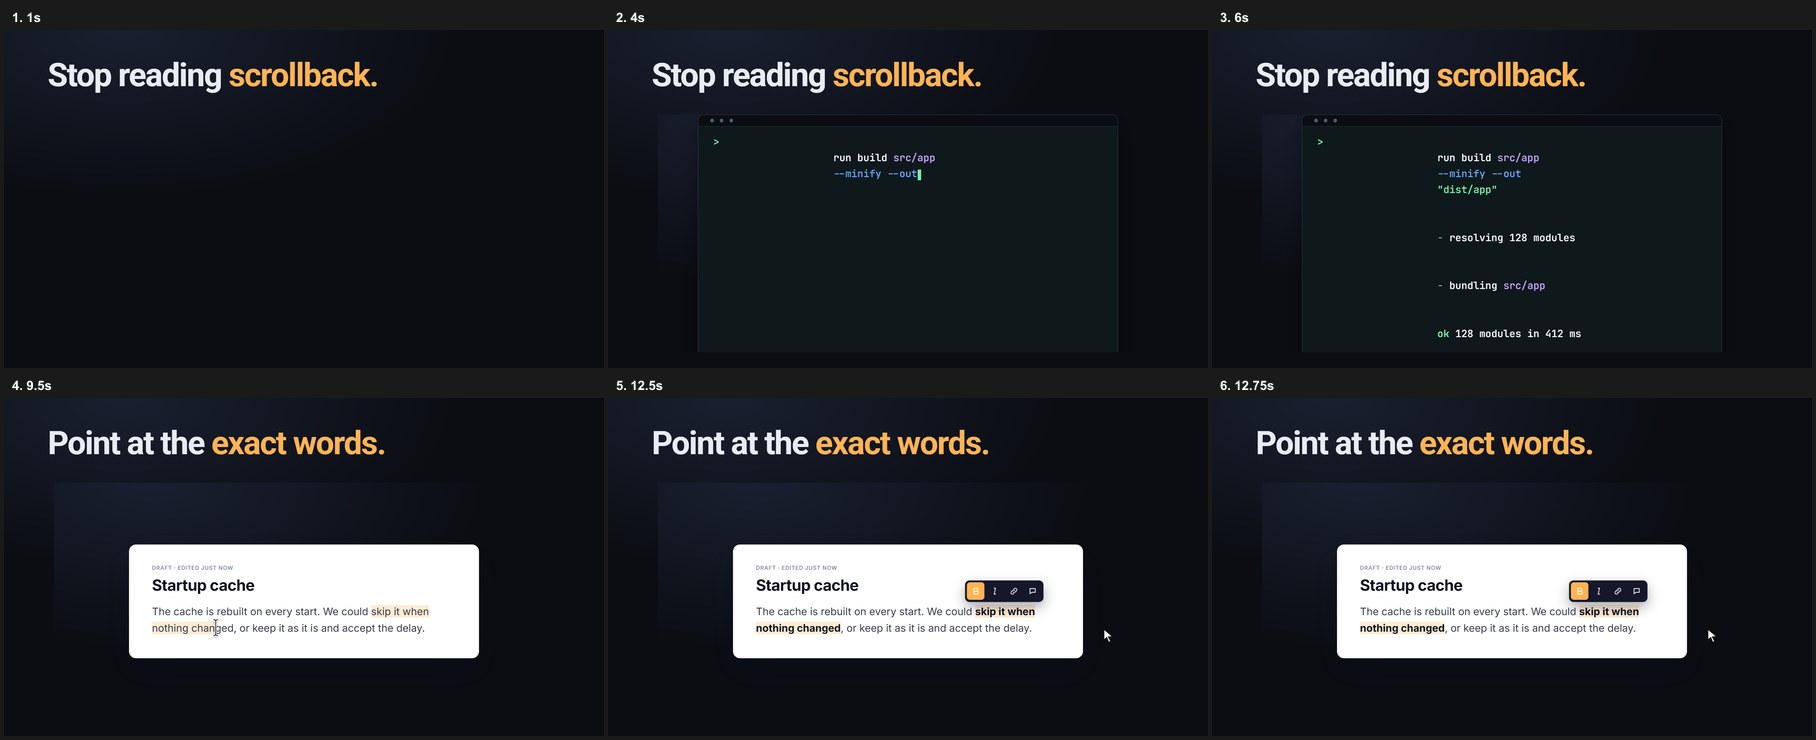 1. 1s
Stop reading scrollback.
2. 4s
Stop reading scrollback.
>
run build src/app
--minify --out
3. 6s
Stop reading scrollback.
>
run build src/app
--minify --out
"dist/app"
- resolving 128 modules
- bundling src/app
ok 128 modules in 412 ms
4. 9.5s
Point at the exact words.
DRAFT · EDITED JUST NOW
Startup cache
The cache is rebuilt on every start. We could skip it when
nothing changed, or keep it as it is and accept the delay.
5. 12.5s
Point at the exact words.
DRAFT · EDITED JUST NOW
Startup cache
B I
The cache is rebuilt on every start. We could skip it when
nothing changed, or keep it as it is and accept the delay.
6. 12.75s
Point at the exact words.
DRAFT · EDITED JUST NOW
Startup cache
B I
The cache is rebuilt on every start. We could skip it when
nothing changed, or keep it as it is and accept the delay.